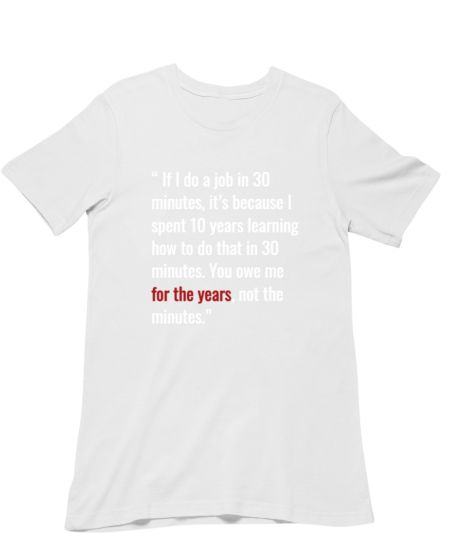 “ If I do a job in 30
minutes, it's because I
spent 10 years learning
how to do that in 30
minutes. You owe me
for the years, not the
minutes.”